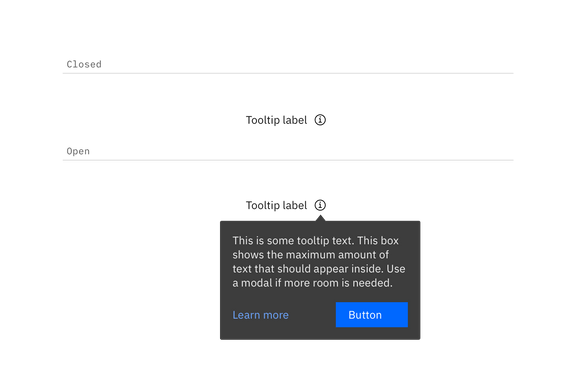 Closed
Tooltip label
Open
Tooltip label
This is some tooltip text. This box
shows the maximum amount of
text that should appear inside. Use
a modal if more room is needed.
Learn more
Button